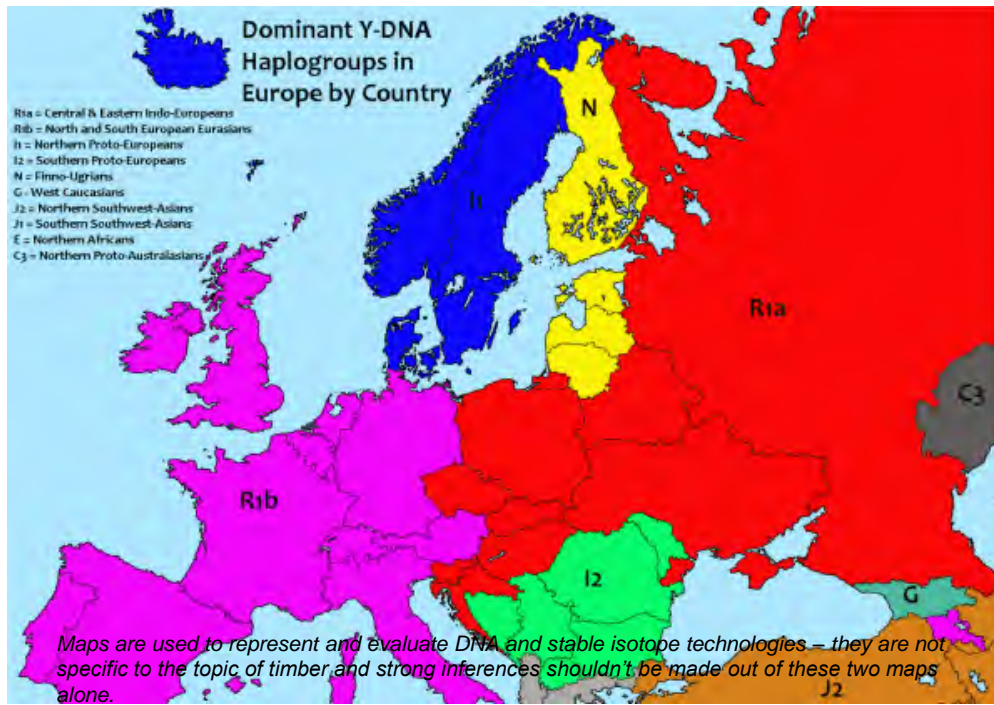 Dominant Y-DNA
Haplogroups in
Europe by Country
R1a = Central & Eastern Indo-Europeans
R1b = North and South European Eurasians
I1 = Northern Proto-Europeans
I2 = Southern Proto-Europeans
N = Finno-Ugrians
G - West Caucasians
J2 = Northern Southwest-Asians
J1 = Southern Southwest-Asians
E = Northern Africans
C3 = Northern Proto-Australasians
N
I1
R1a
C3
R1b
I2
G
Maps are used to represent and evaluate DNA and stable isotope technologies – they are not
specific to the topic of timber and strong inferences shouldn't be made out of these two maps
alone.
J2